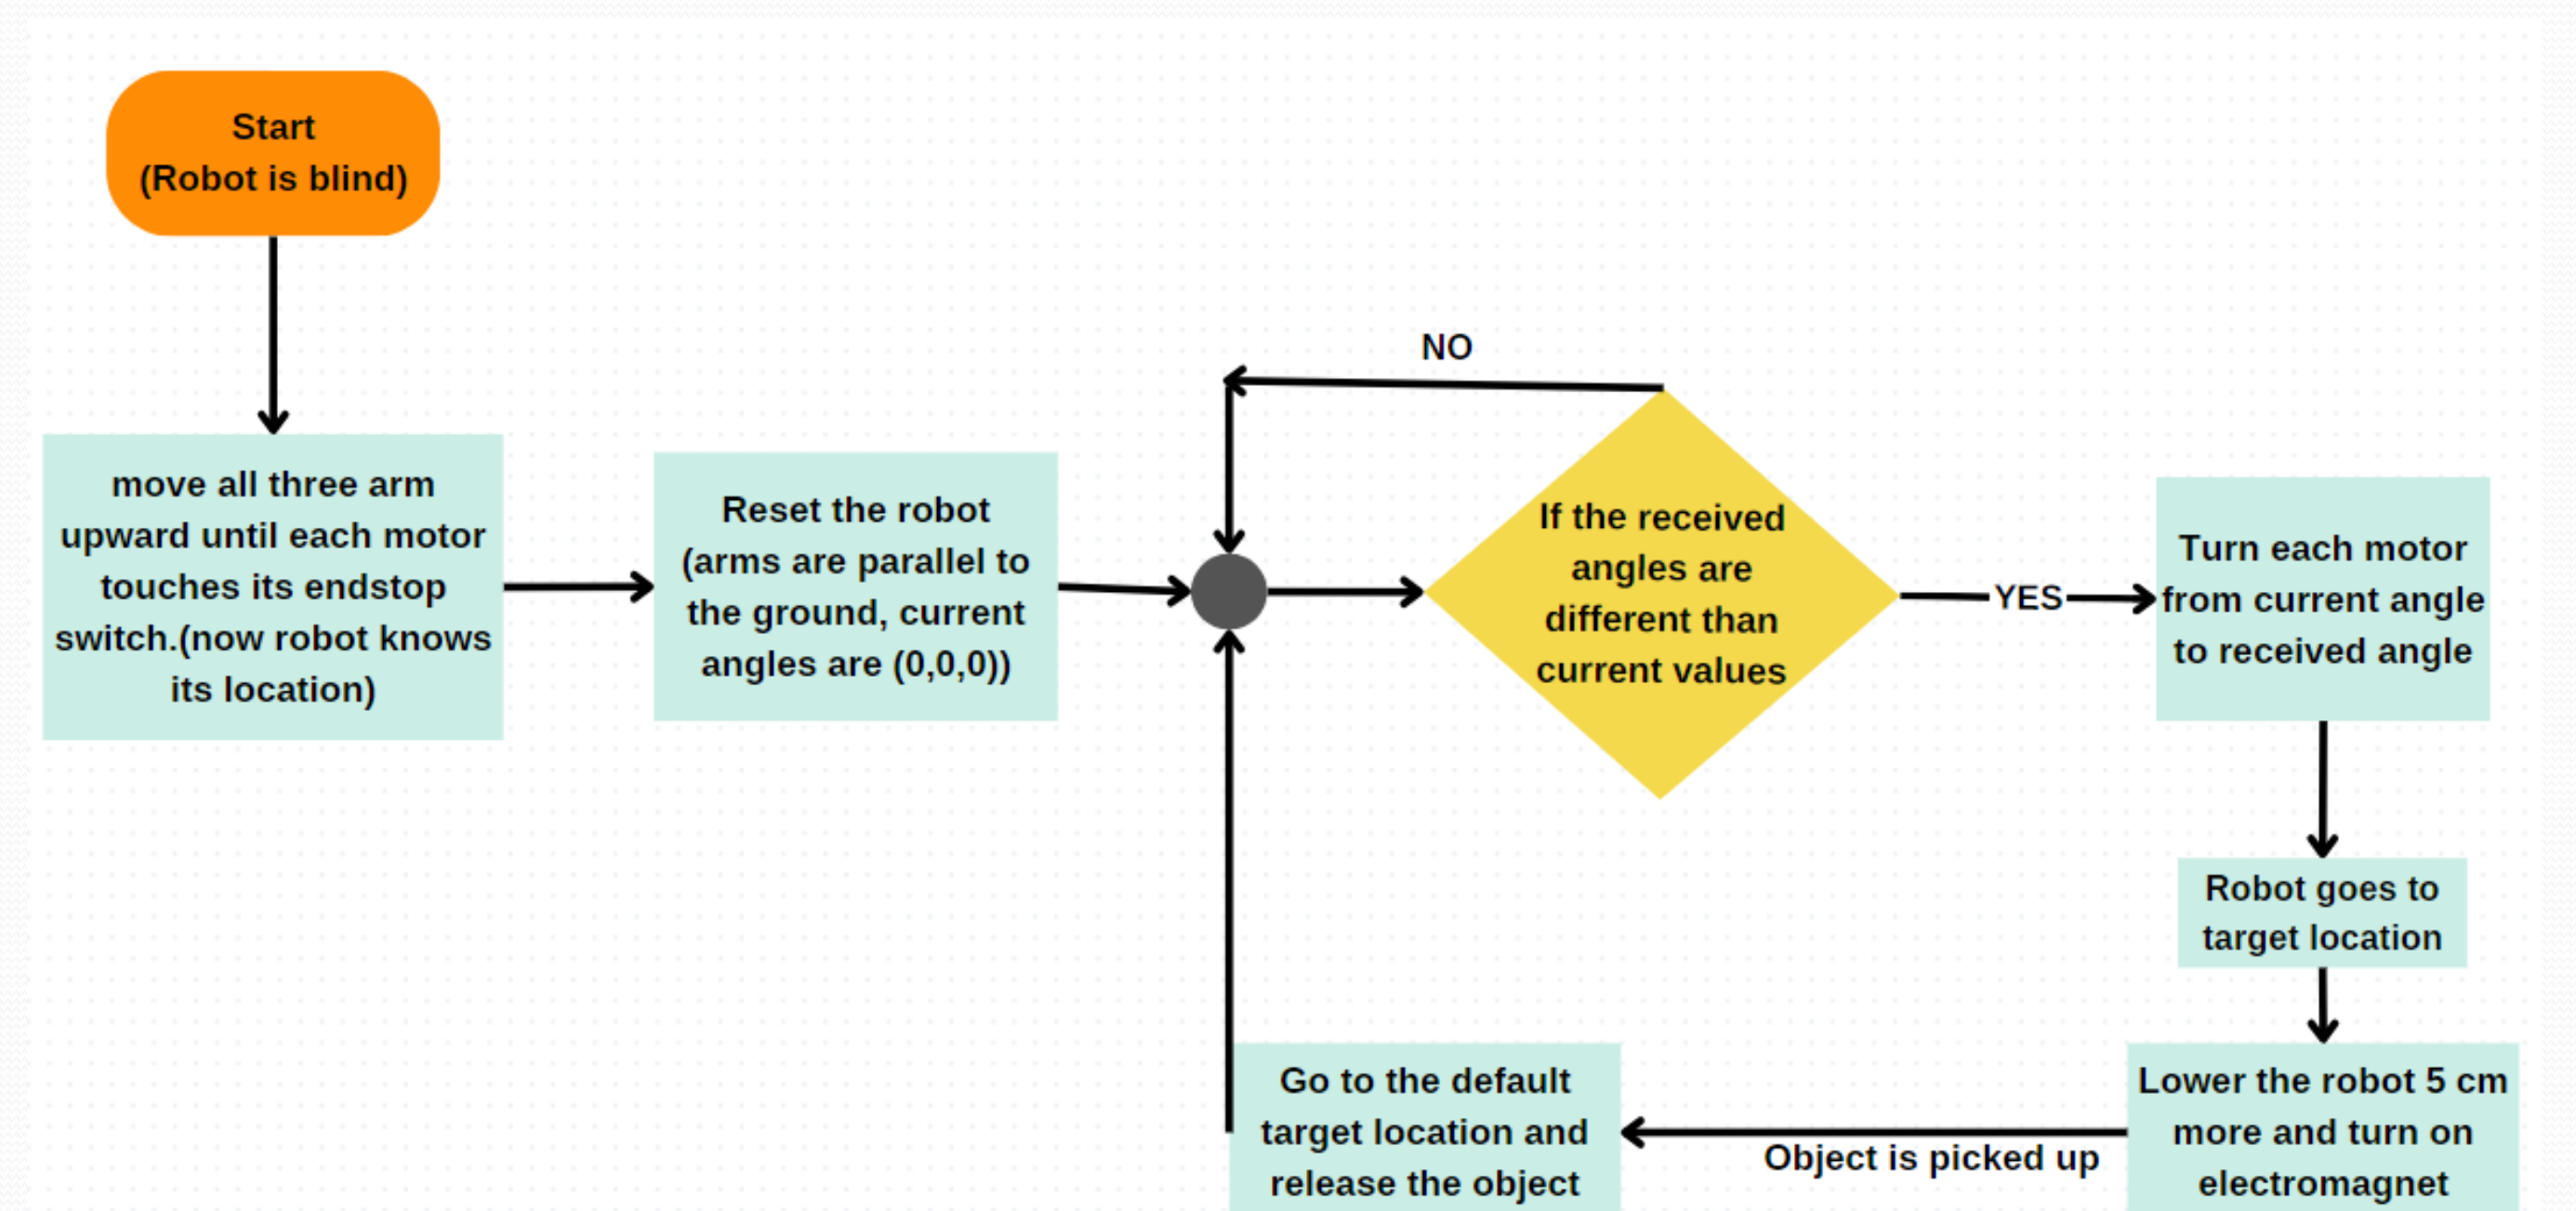 Start
(Robot is blind)
move all three arm
upward until each motor
touches its endstop
switch.(now robot knows
its location)
Reset the robot
(arms are parallel to
the ground, current
angles are (0,0,0))
NO
If the received
angles are
different than
current values
YES
Turn each motor
from current angle
to received angle
Robot goes to
target location
Lower the robot 5 cm
more and turn on
electromagnet
Object is picked up
Go to the default
target location and
release the object